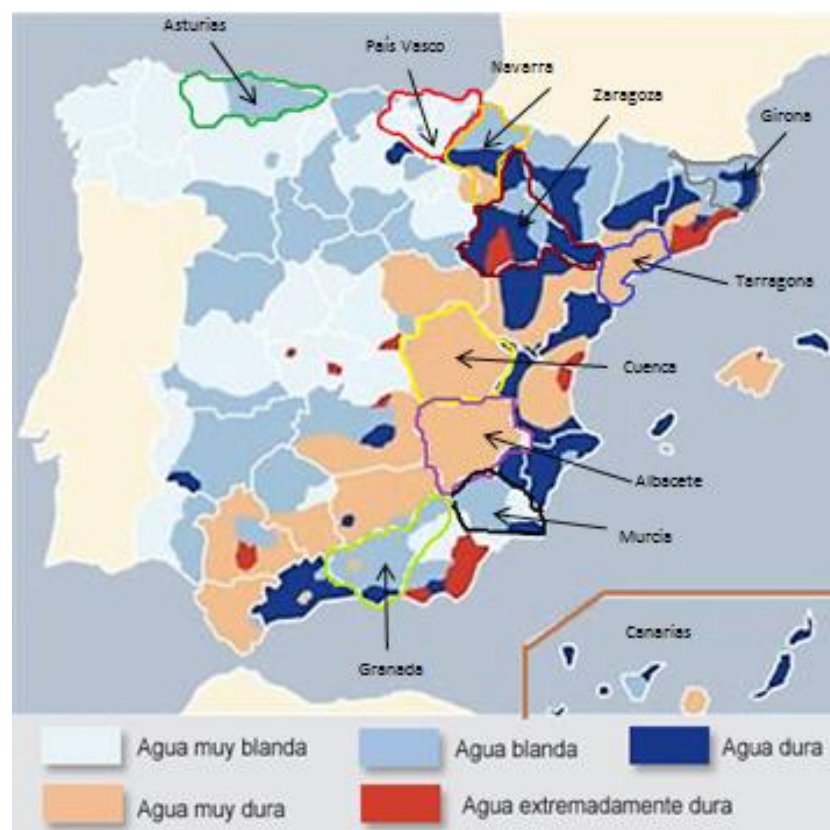 Asturias
País Vasco
Navarra
Zaragoza
Girona
Tarragona
Cuenca
Albacete
Murcia
Granada
Canarias
Agua muy blanda
Agua blanda
Agua dura
Agua muy dura
Agua extremadamente dura